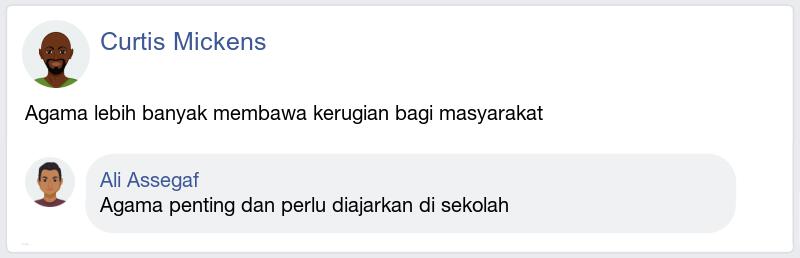 Curtis Mickens
Agama lebih banyak membawa kerugian bagi masyarakat
Ali Assegaf
Agama penting dan perlu diajarkan di sekolah